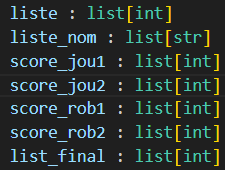 liste : list[int]
liste_nom : list[str]
score_jou1 : list[int]
score_jou2 : list[int]
score_rob1 : list[int]
score_rob2 : list[int]
list_final : list[int]